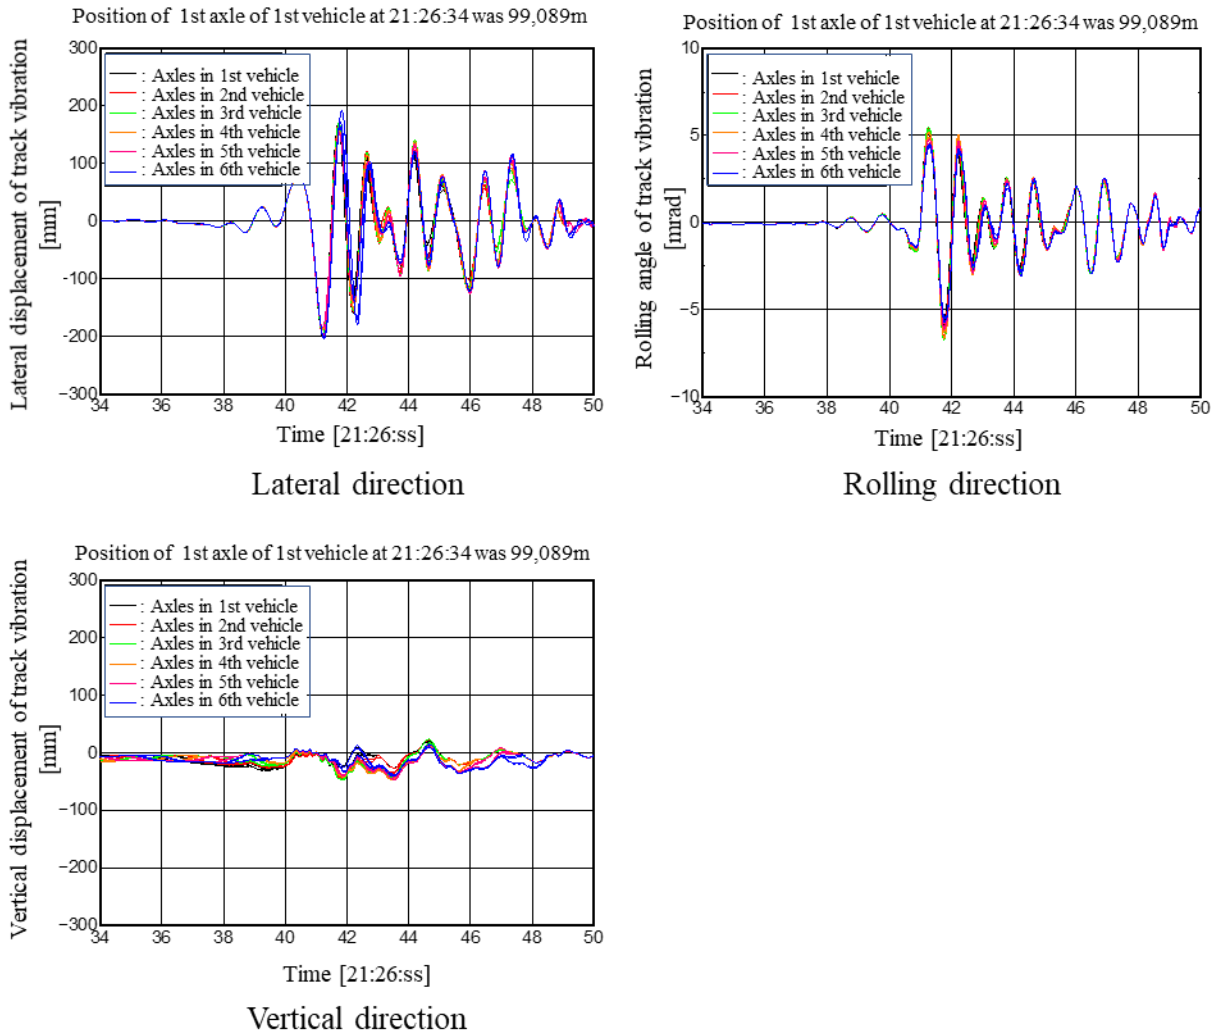 Position of 1st axle of 1st vehicle at 21:26:34 was 99,089m
Lateral displacement of track vibration
[mm]
300
200
100
0
−100
−200
−300
: Axles in 1st vehicle
: Axles in 2nd vehicle
: Axles in 3rd vehicle
: Axles in 4th vehicle
: Axles in 5th vehicle
: Axles in 6th vehicle
34 36 38 40 42 44 46 48 50
Time [21:26:ss]
Lateral direction
Position of 1st axle of 1st vehicle at 21:26:34 was 99,089m
Rolling angle of track vibration
[mrad]
10
5
0
−5
−10
: Axles in 1st vehicle
: Axles in 2nd vehicle
: Axles in 3rd vehicle
: Axles in 4th vehicle
: Axles in 5th vehicle
: Axles in 6th vehicle
34 36 38 40 42 44 46 48 50
Time [21:26:ss]
Rolling direction
Position of 1st axle of 1st vehicle at 21:26:34 was 99,089m
Vertical displacement of track vibration
[mm]
300
200
100
0
−100
−200
−300
: Axles in 1st vehicle
: Axles in 2nd vehicle
: Axles in 3rd vehicle
: Axles in 4th vehicle
: Axles in 5th vehicle
: Axles in 6th vehicle
34 36 38 40 42 44 46 48 50
Time [21:26:ss]
Vertical direction